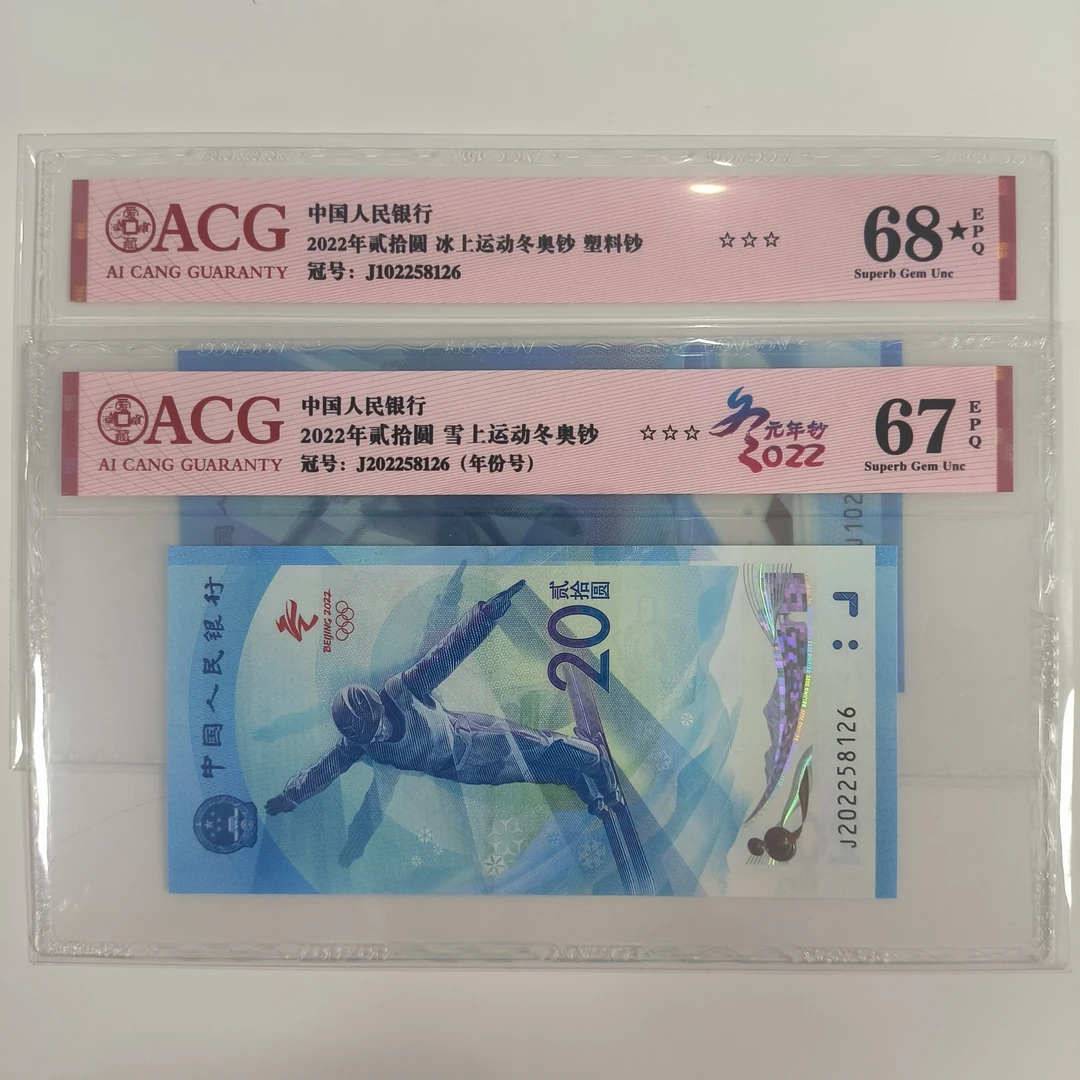 ACG
AI CANG GUARANTY
中国人民银行
2022年贰拾圆 冰上运动冬奥钞 塑料钞
冠号：J102258126
☆☆☆
68★
EPQ
Superb Gem Unc
ACG
AI CANG GUARANTY
中国人民银行
2022年贰拾圆 雪上运动冬奥钞
冠号：J202258126（年份号）
☆☆☆
元年钞
2022
67
EPQ
Superb Gem Unc
J102
中国人民银行
BEIJING 2022
贰拾圆
20
J202258126